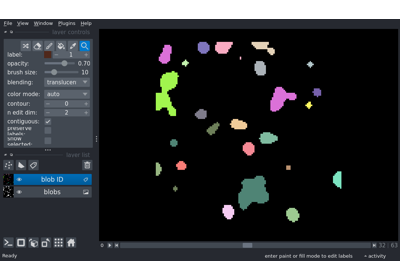 File View Window Plugins Help
layer controls
label: 1
opacity: 0.70
brush size: 10
blending: translucen
color mode: auto
contour: 0
n edit dim: 2
contiguous:
preserve
labels:
show
selected:
layer list
blob ID
blobs
0 32 63
Ready enter paint or fill mode to edit labels activity